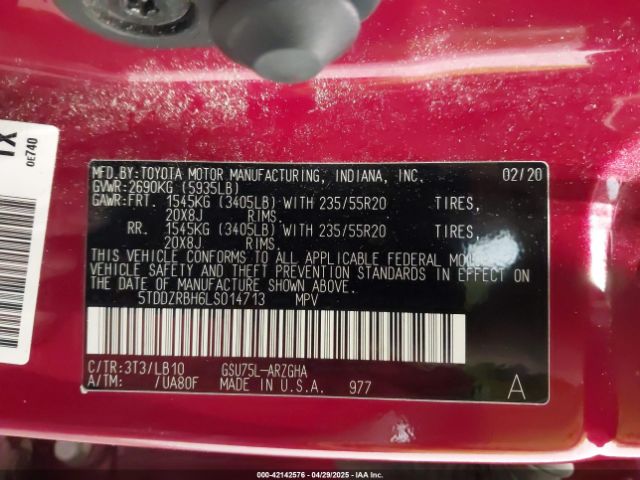 1X
0E740
MFD.BY:TOYOTA MOTOR MANUFACTURING, INDIANA, INC. 02/20
GVWR:2690KG (5935LB)
GAWR:FRT. 1545KG (3405LB) WITH 235/55R20 TIRES,
20X8J RIMS.
RR. 1545KG (3405LB) WITH 235/55R20 TIRES,
20X8J RIMS.
THIS VEHICLE CONFORMS TO ALL APPLICABLE FEDERAL MOTOR
VEHICLE SAFETY AND THEFT PREVENTION STANDARDS IN EFFECT ON
THE DATE OF MANUFACTURE SHOWN ABOVE.
5TDDZRBH6LS014713 MPV
C/TR:3T3/LB10 GSU75L-ARZGHA
A/TM: /UA80F MADE IN U.S.A. 977 A
000-42142576 - 04/29/2025 - IAA Inc.